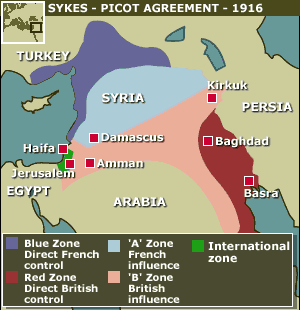 SYKES - PICOT AGREEMENT - 1916
TURKEY
Kirkuk
SYRIA
PERSIA
Damascus
Haifa
Baghdad
Jerusalem
Amman
EGYPT
Basra
ARABIA
Blue Zone
Direct French
control
'A' Zone
French
influence
International
zone
Red Zone
Direct British
control
'B' Zone
British
influence